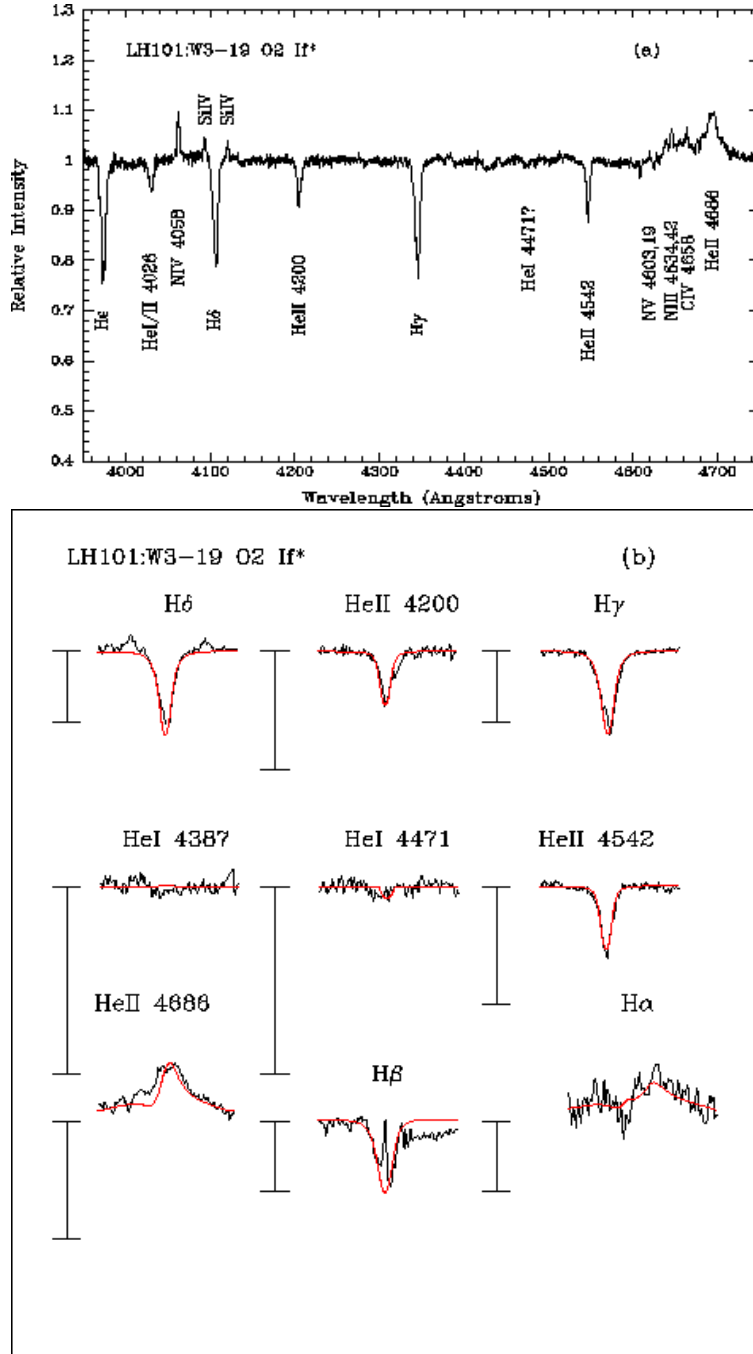 1.3
1.2
1.1
1
0.9
0.8
0.7
0.6
0.5
0.4
Relative Intensity
LH101:W3−19 O2 If*
(a)
SiIV
SiIV
Hε
HeI/II 4026
NIV 4058
Hδ
HeII 4200
Hγ
HeI 4471?
HeII 4542
NV 4603,19
NIII 4634,42
CIV 4658
HeII 4686
4000
4100
4200
4300
4400
4500
4600
4700
Wavelength (Angstroms)
LH101:W3−19 O2 If*
(b)
Hδ
HeII 4200
Hγ
HeI 4387
HeI 4471
HeII 4542
HeII 4686
Hβ
Hα